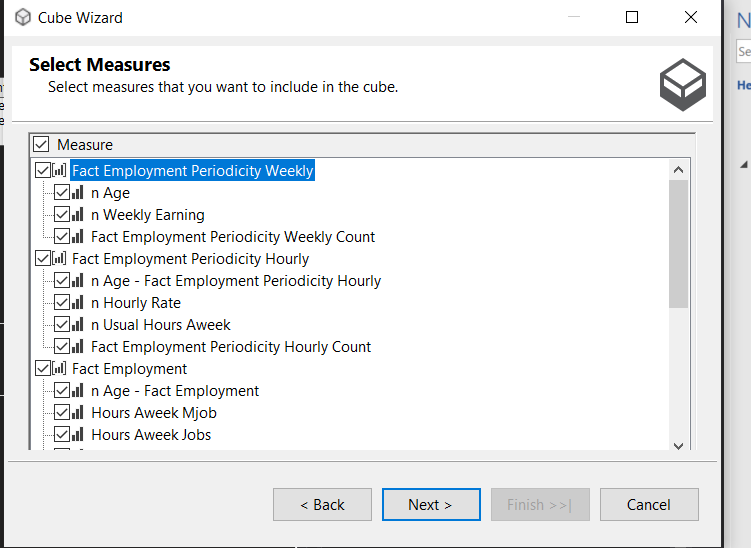 Cube Wizard
Select Measures
Select measures that you want to include in the cube.
Measure
Fact Employment Periodicity Weekly
n Age
n Weekly Earning
Fact Employment Periodicity Weekly Count
Fact Employment Periodicity Hourly
n Age - Fact Employment Periodicity Hourly
n Hourly Rate
n Usual Hours Aweek
Fact Employment Periodicity Hourly Count
Fact Employment
n Age - Fact Employment
Hours Aweek Mjob
Hours Aweek Jobs
< Back
Next >
Finish >>|
Cancel